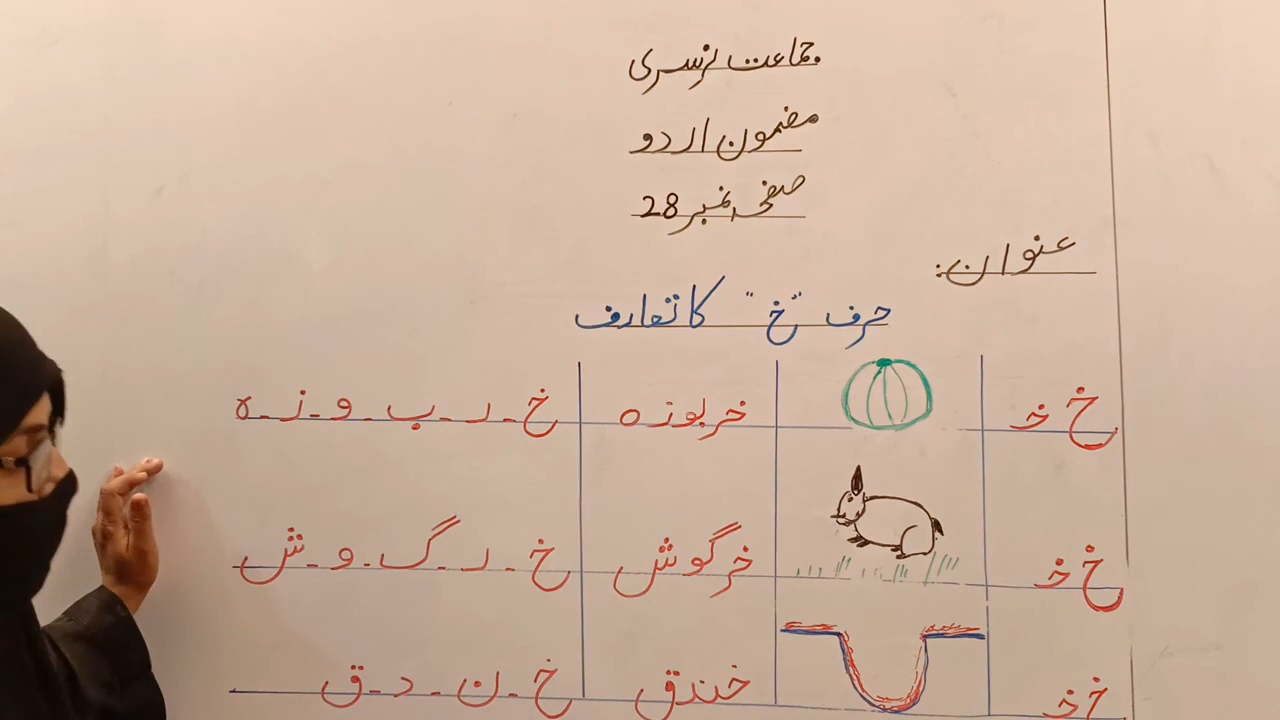 جماعت نرسری
مضمون اردو
صفحہ نمبر 28
عنوان:
حرف "خ" کا تعارف
خ خـ خربوزہ خ - ر - ب - و - ز - ہ
خ خـ خرگوش خ - ر - گ - و - ش
خ خـ خندق خ - ن - د - ق